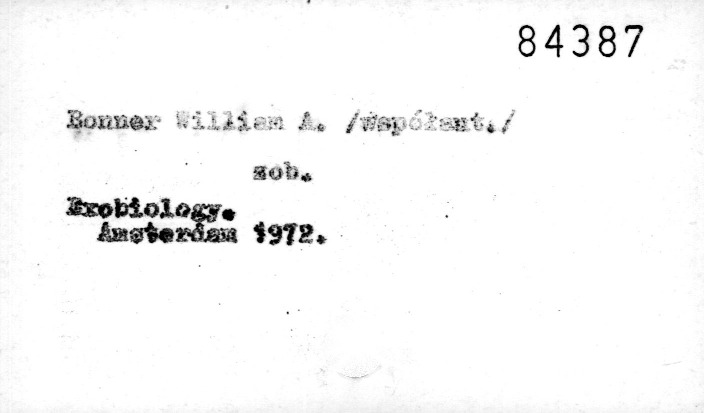 84387
Bonner William A. /współaut./
zob.
Exobiology.
Amsterdam 1972.